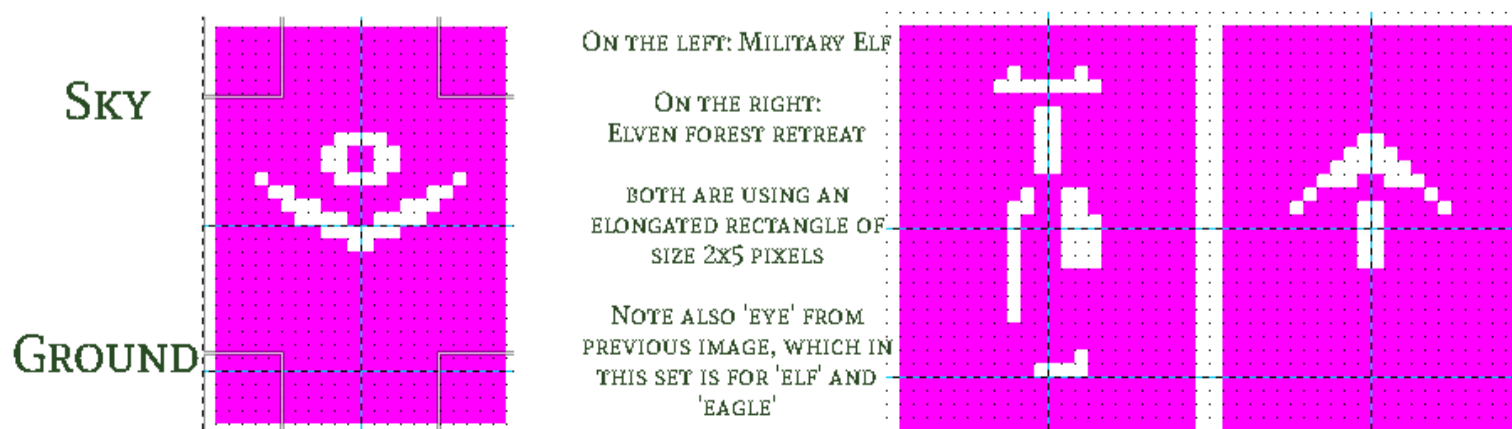 Sky
Ground
On the left: Military Elf
On the right:
Elven forest retreat
both are using an
elongated rectangle of
size 2x5 pixels
Note also 'eye' from
previous image, which in
this set is for 'elf' and
'eagle'